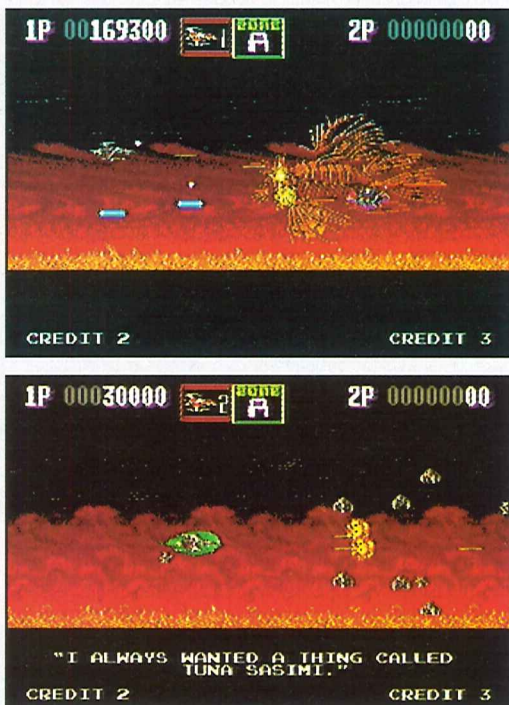 1P 00169300 1 ZONE A 2P 00000000
CREDIT 2 CREDIT 3
1P 00030000 2 ZONE A 2P 00000000
"I ALWAYS WANTED A THING CALLED
TUNA SASIMI."
CREDIT 2 CREDIT 3